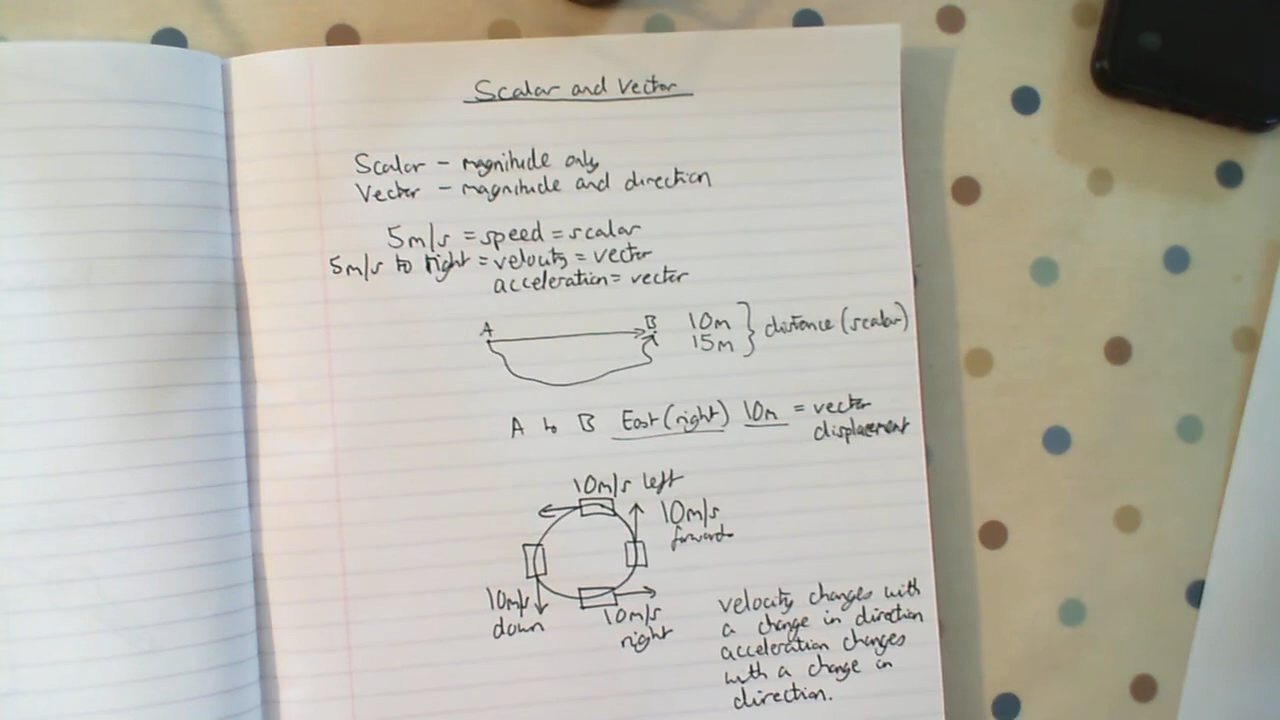 Scalar and Vector
Scalar - magnitude only
Vector - magnitude and direction
5m/s = speed = scalar
5m/s to right = velocity = vector
acceleration = vector
A B 10m } distance (scalar)
15m
A to B East (right) 10m = vector
displacement
10m/s left
10m/s
forward
10m/s
down
10m/s
right
velocity changes with
a change in direction
acceleration changes
with a change in
direction.